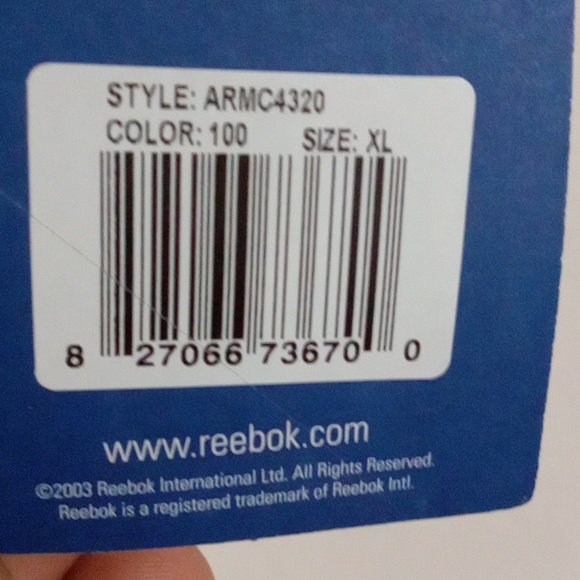 STYLE: ARMC4320
COLOR: 100 SIZE: XL
8 27066 73670 0
www.reebok.com
©2003 Reebok International Ltd. All Rights Reserved.
Reebok is a registered trademark of Reebok Intl.